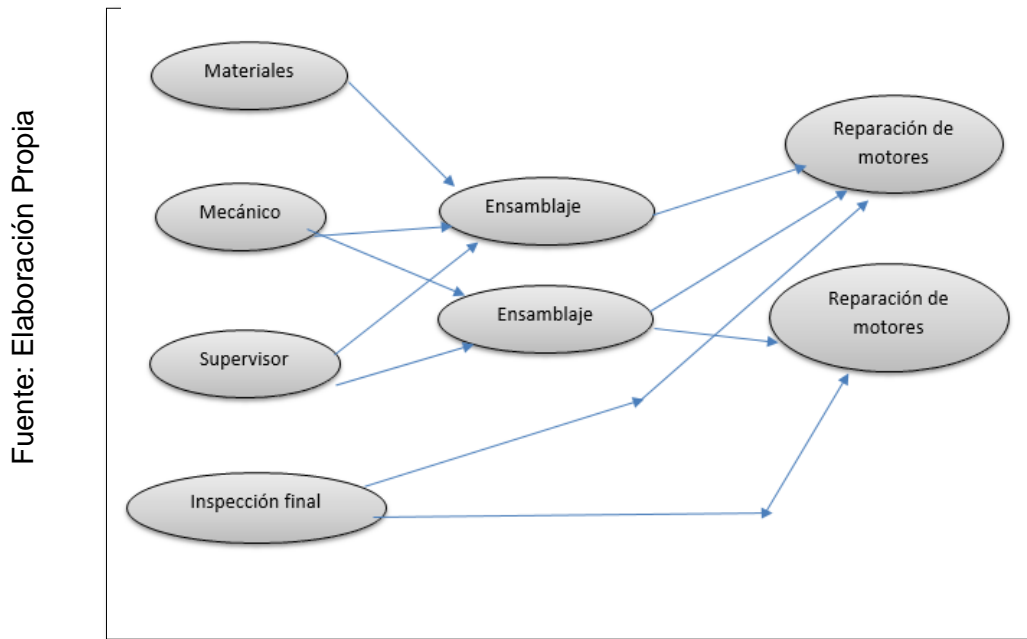 Fuente: Elaboración Propia
Materiales
Mecánico
Supervisor
Inspección final
Ensamblaje
Ensamblaje
Reparación de
motores
Reparación de
motores